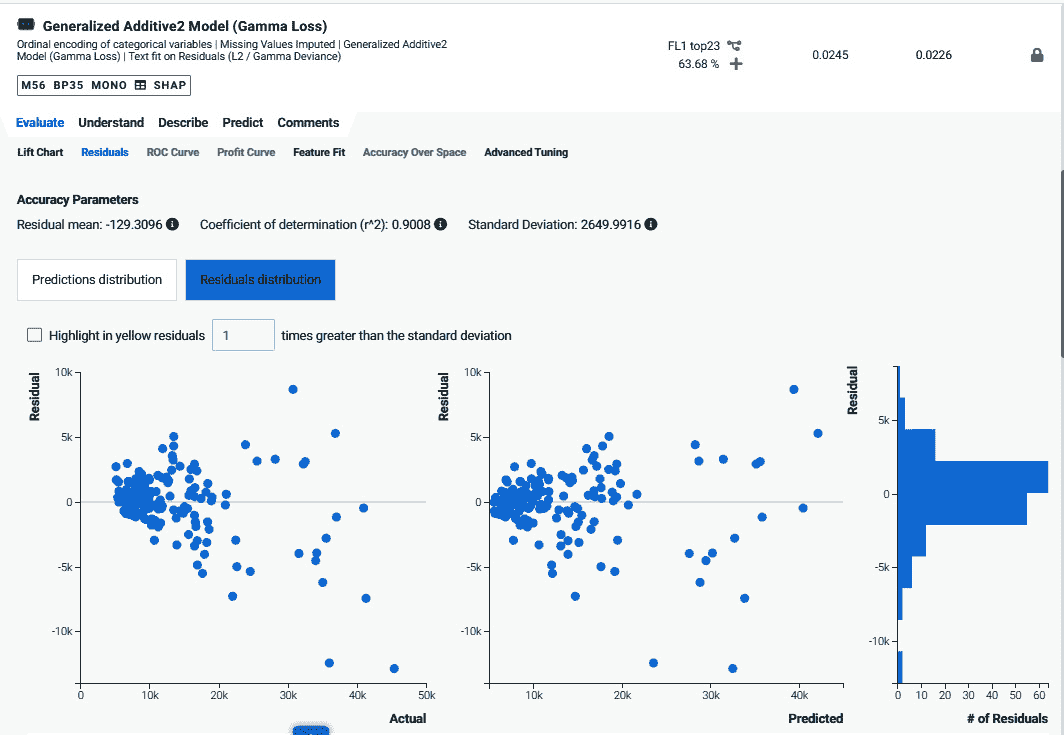 Generalized Additive2 Model (Gamma Loss)
Ordinal encoding of categorical variables | Missing Values Imputed | Generalized Additive2
Model (Gamma Loss) | Text fit on Residuals (L2 / Gamma Deviance)
FL1 top23
63.68 %
0.0245
0.0226
M56 BP35 MONO SHAP
Evaluate Understand Describe Predict Comments
Lift Chart Residuals ROC Curve Profit Curve Feature Fit Accuracy Over Space Advanced Tuning
Accuracy Parameters
Residual mean: -129.3096 Coefficient of determination (r^2): 0.9008 Standard Deviation: 2649.9916
Predictions distribution Residuals distribution
Highlight in yellow residuals 1 times greater than the standard deviation
Residual
10k
5k
0
-5k
-10k
0 10k 20k 30k 40k 50k
Actual
Residual
10k
5k
0
-5k
-10k
10k 20k 30k 40k
Predicted
Residual
5k
0
-5k
-10k
0 10 20 30 40 50 60
# of Residuals